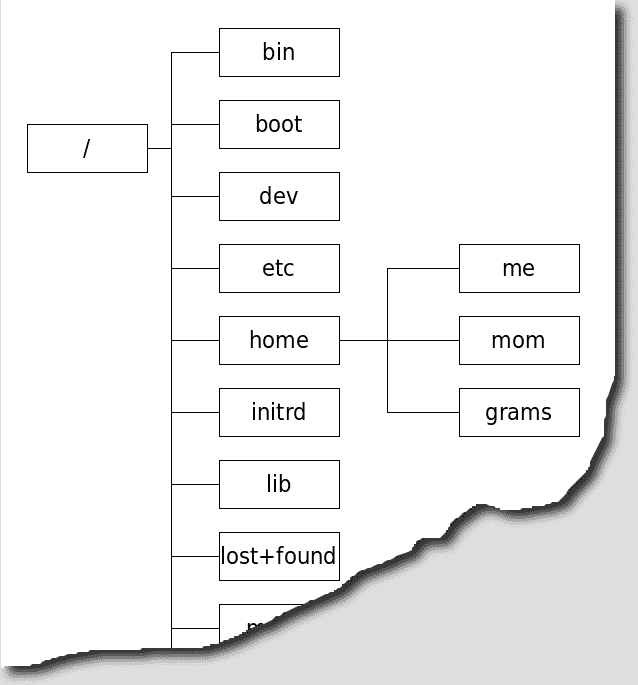 /
bin
boot
dev
etc
home
initrd
lib
lost+found
me
mom
grams